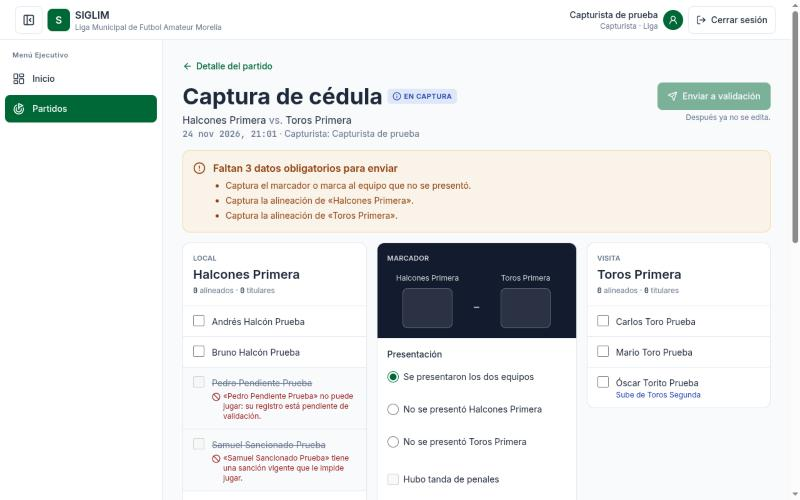 S
SIGLIM
Liga Municipal de Futbol Amateur Morelia
Capturista de prueba
Capturista · Liga
Cerrar sesión
Menú Ejecutivo
Inicio
Partidos
Detalle del partido
Captura de cédula
EN CAPTURA
Enviar a validación
Después ya no se edita.
Halcones Primera vs. Toros Primera
24 nov 2026, 21:01 · Capturista: Capturista de prueba
Faltan 3 datos obligatorios para enviar
• Captura el marcador o marca al equipo que no se presentó.
• Captura la alineación de «Halcones Primera».
• Captura la alineación de «Toros Primera».
LOCAL
Halcones Primera
0 alineados · 0 titulares
Andrés Halcón Prueba
Bruno Halcón Prueba
Pedro Pendiente Prueba
«Pedro Pendiente Prueba» no puede
jugar: su registro está pendiente de
validación.
Samuel Sancionado Prueba
«Samuel Sancionado Prueba» tiene
una sanción vigente que le impide
jugar.
MARCADOR
Halcones Primera
Toros Primera
–
Presentación
Se presentaron los dos equipos
No se presentó Halcones Primera
No se presentó Toros Primera
Hubo tanda de penales
VISITA
Toros Primera
0 alineados · 0 titulares
Carlos Toro Prueba
Mario Toro Prueba
Óscar Torito Prueba
Sube de Toros Segunda